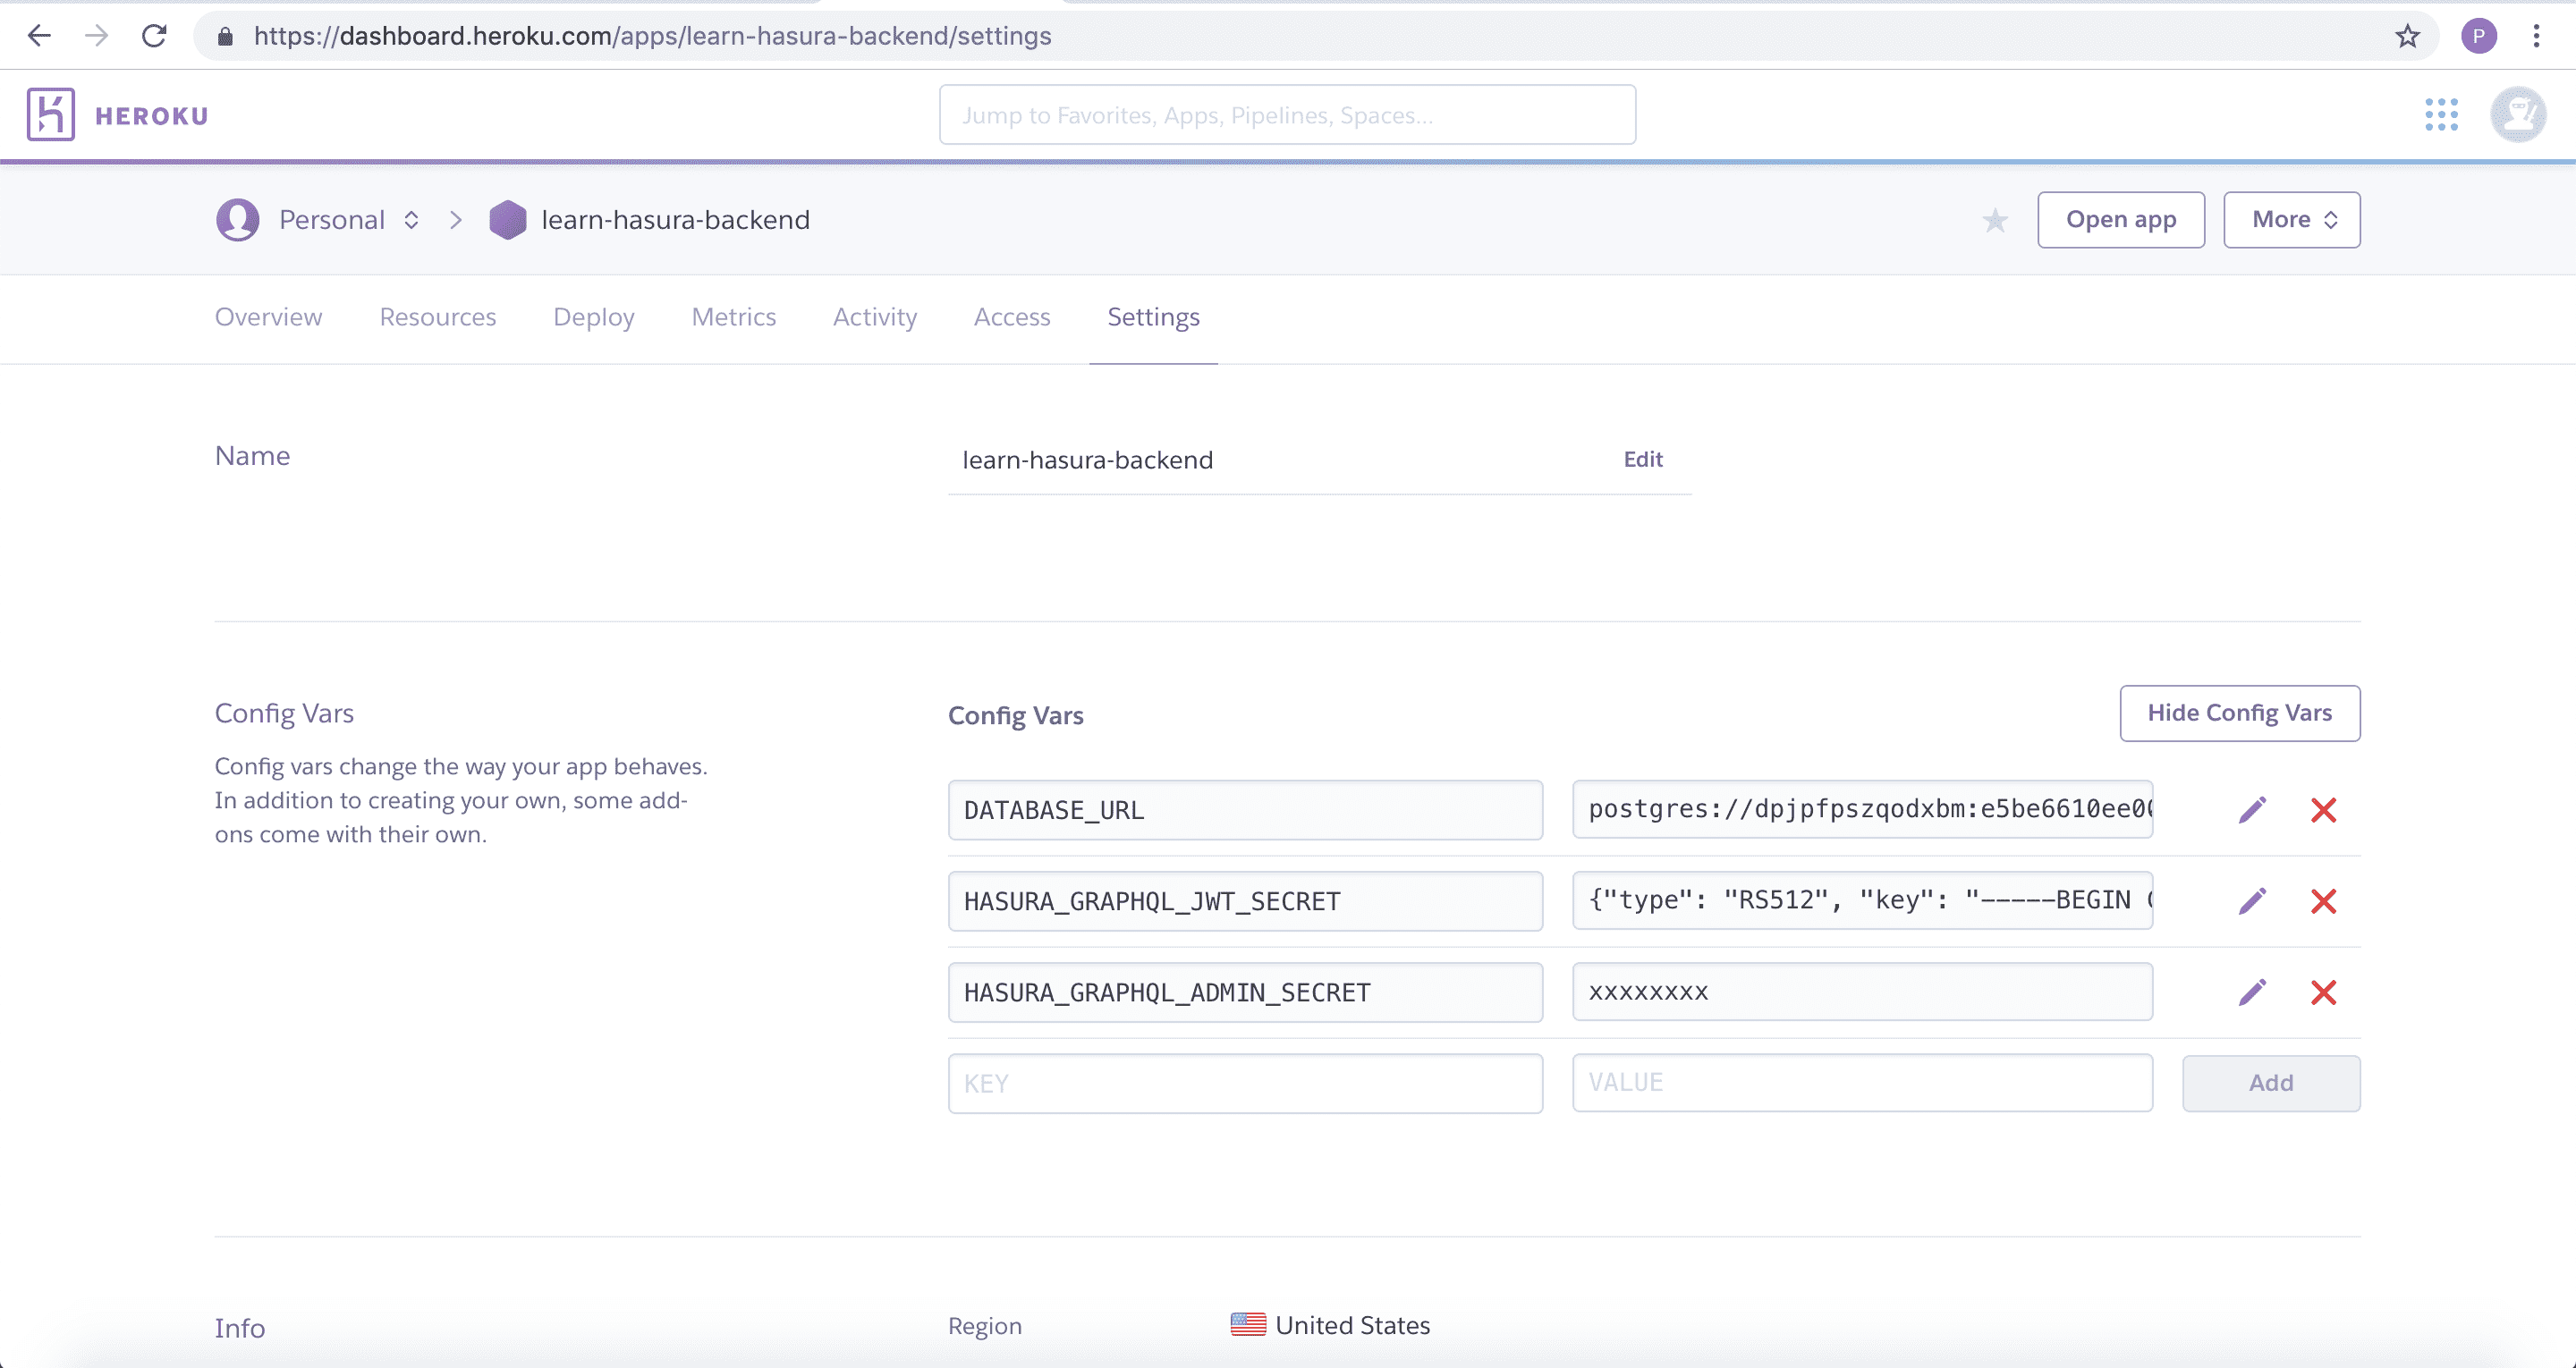 https://dashboard.heroku.com/apps/learn-hasura-backend/settings
P
HEROKU
Jump to Favorites, Apps, Pipelines, Spaces...
Personal
learn-hasura-backend
Open app
More
Overview
Resources
Deploy
Metrics
Activity
Access
Settings
Name
learn-hasura-backend
Edit
Config Vars
Config vars change the way your app behaves.
In addition to creating your own, some add-
ons come with their own.
Config Vars
Hide Config Vars
DATABASE_URL
postgres://dpjpfpszqodxbm:e5be6610ee0
HASURA_GRAPHQL_JWT_SECRET
{"type": "RS512", "key": "-----BEGIN
HASURA_GRAPHQL_ADMIN_SECRET
xxxxxxxx
KEY
VALUE
Add
Info
Region
United States